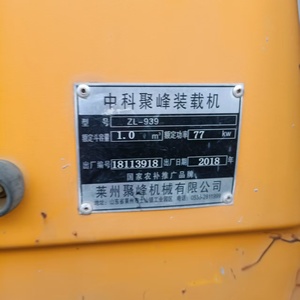 中科聚峰装载机
型 号 ZL-939
额定斗容量 1.0 m³ 额定功率 77 kw
出厂编号 18113918 出厂日期 2018 年
国家农补推广品牌
莱州聚峰机械有限公司